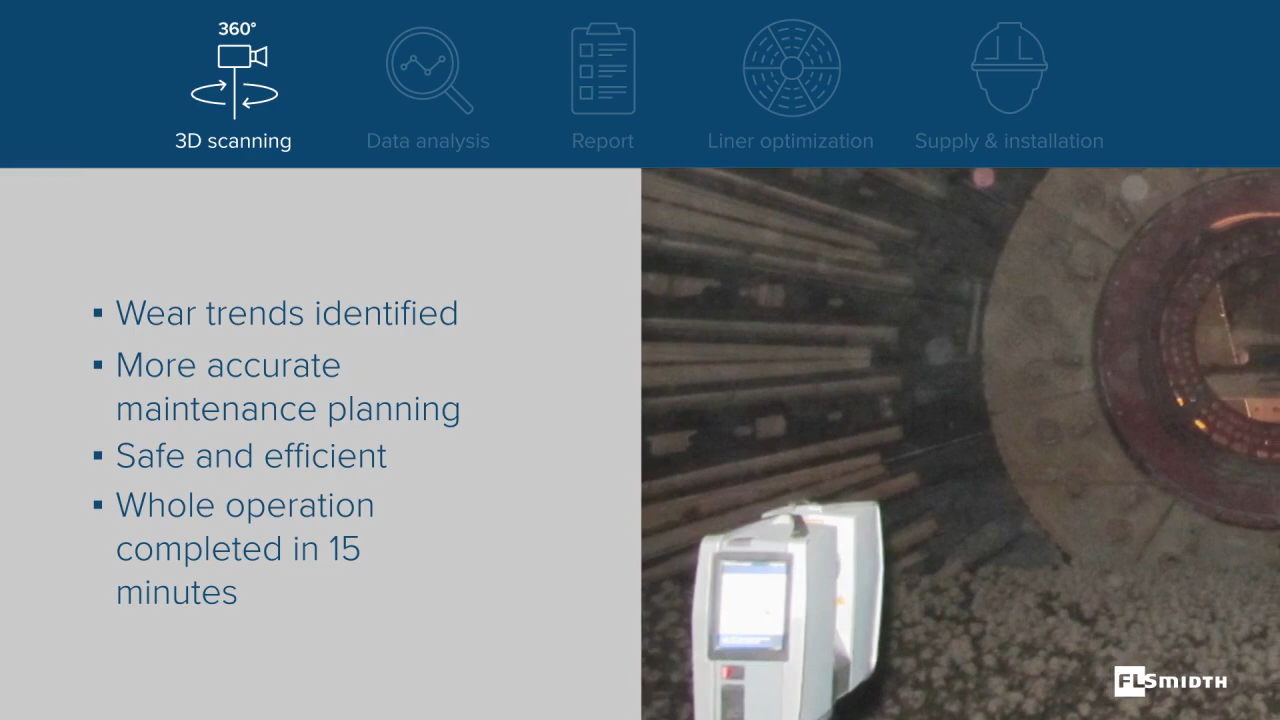 360°
3D scanning
Data analysis
Report
Liner optimization
Supply & installation
▪ Wear trends identified
▪ More accurate
maintenance planning
▪ Safe and efficient
▪ Whole operation
completed in 15
minutes
FLSMIDTH